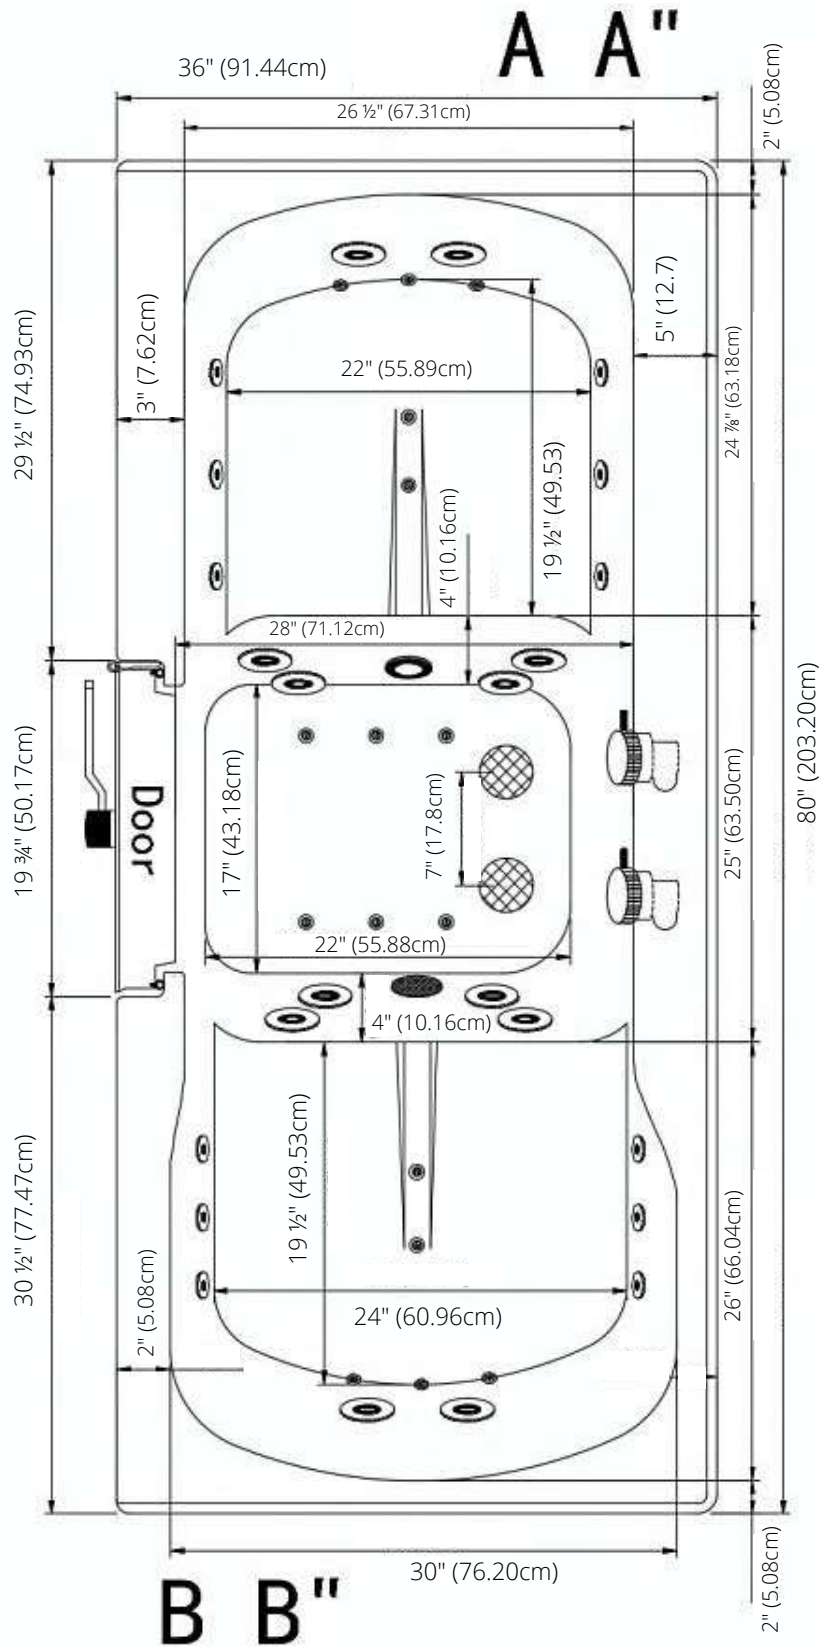 A A"
36" (91.44cm)
2" (5.08cm)
26 ½" (67.31cm)
29 ½" (74.93cm)
3" (7.62cm)
5" (12.7)
22" (55.89cm)
24 ⅞" (63.18cm)
19 ½" (49.53)
4" (10.16cm)
28" (71.12cm)
19 ¾" (50.17cm)
Door
17" (43.18cm)
7" (17.8cm)
25" (63.50cm)
80" (203.20cm)
22" (55.88cm)
4" (10.16cm)
19 ½" (49.53cm)
30 ½" (77.47cm)
2" (5.08cm)
26" (66.04cm)
24" (60.96cm)
30" (76.20cm)
2" (5.08cm)
B B"